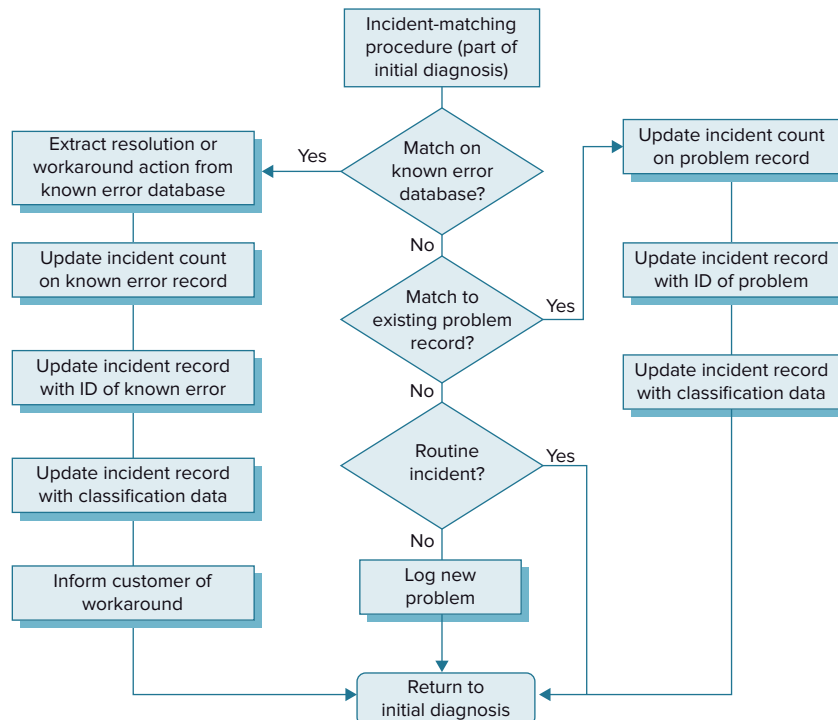 Incident-matching
procedure (part of
initial diagnosis)
Match on
known error
database?
Yes
Extract resolution or
workaround action from
known error database
Update incident count
on known error record
Update incident record
with ID of known error
Update incident record
with classification data
Inform customer of
workaround
No
Match to
existing problem
record?
Yes
Update incident count
on problem record
Update incident record
with ID of problem
Update incident record
with classification data
No
Routine
incident?
Yes
No
Log new
problem
Return to
initial diagnosis